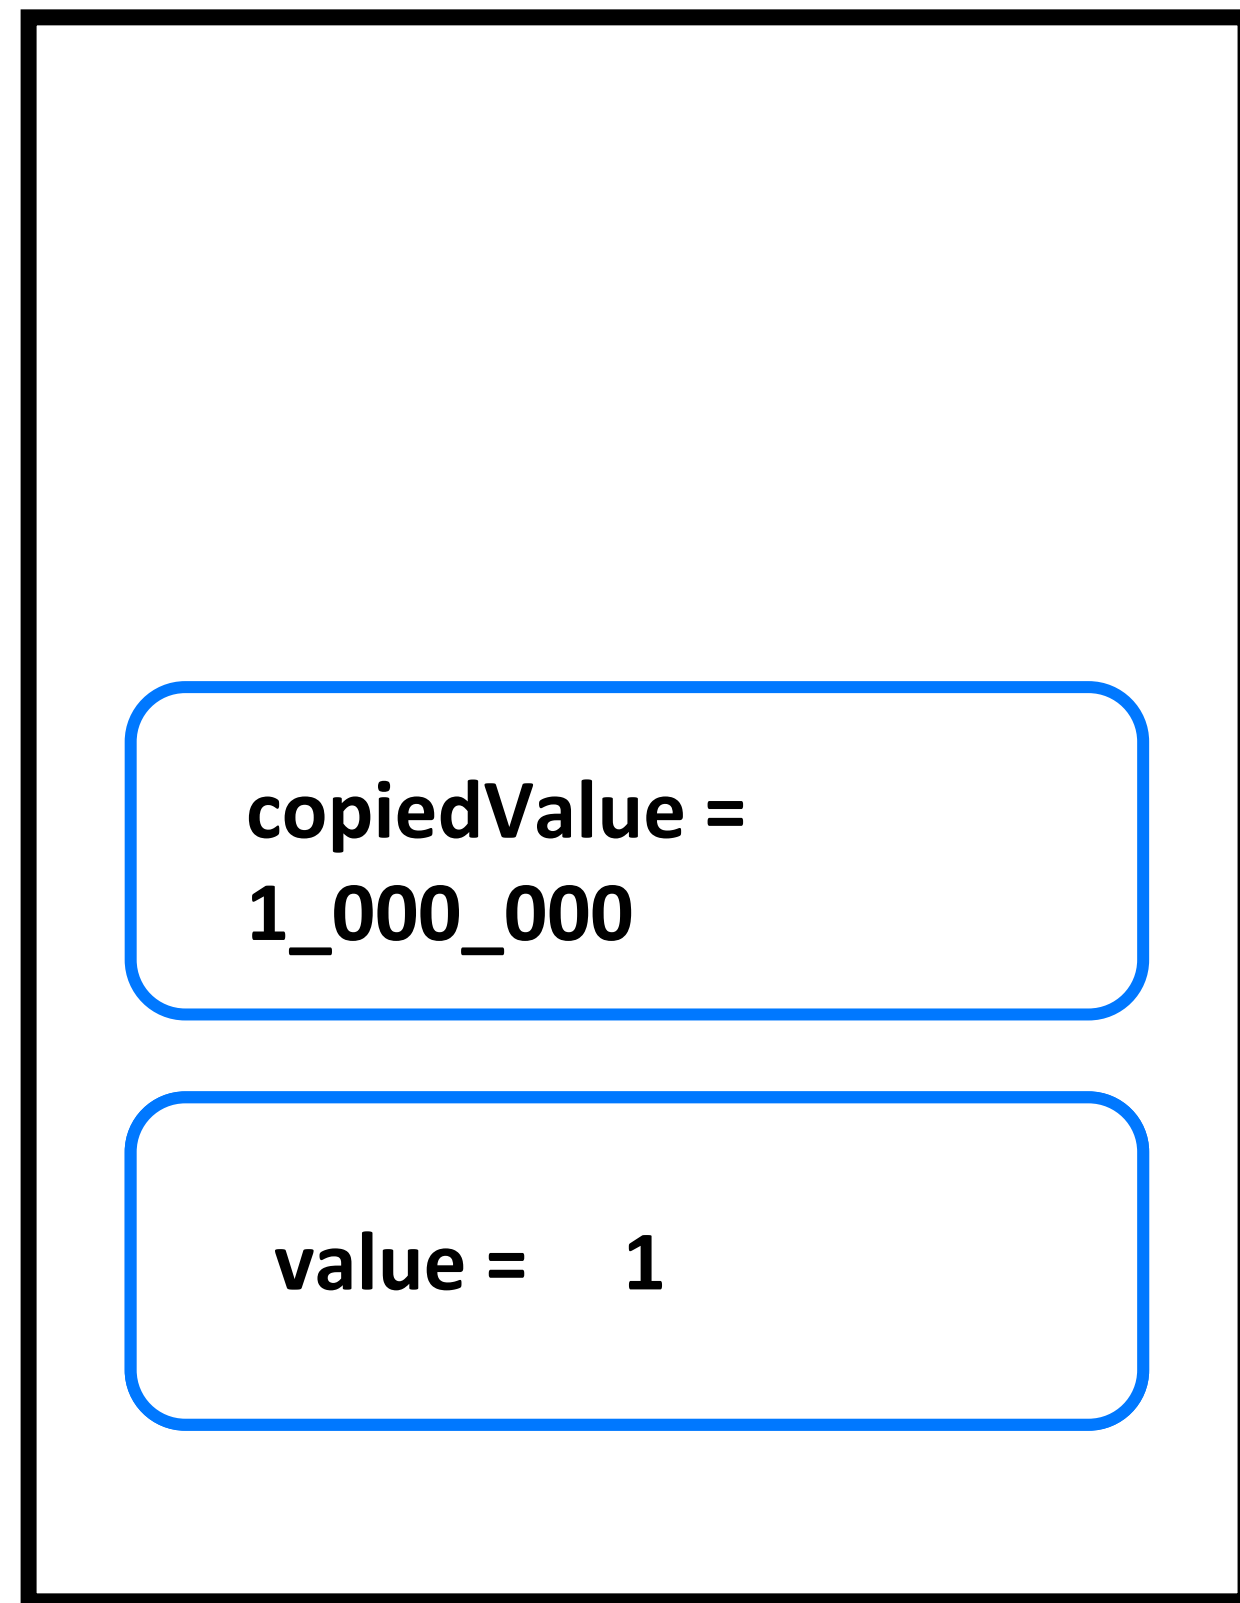 copiedValue =
1_000_000
value = 1